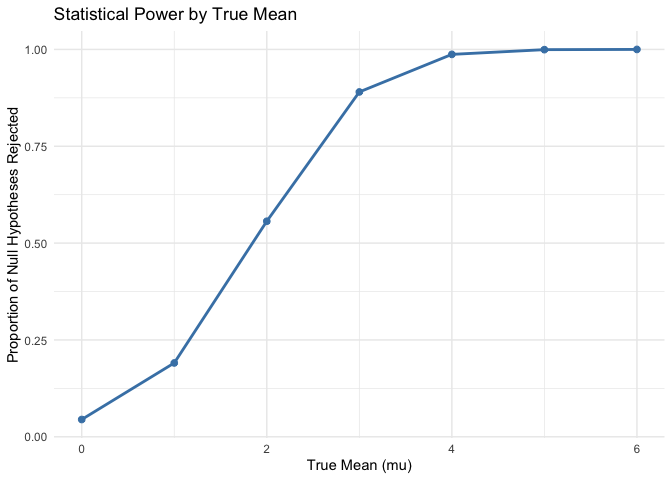 Statistical Power by True Mean
Proportion of Null Hypotheses Rejected
1.00
0.75
0.50
0.25
0.00
0 2 4 6
True Mean (mu)